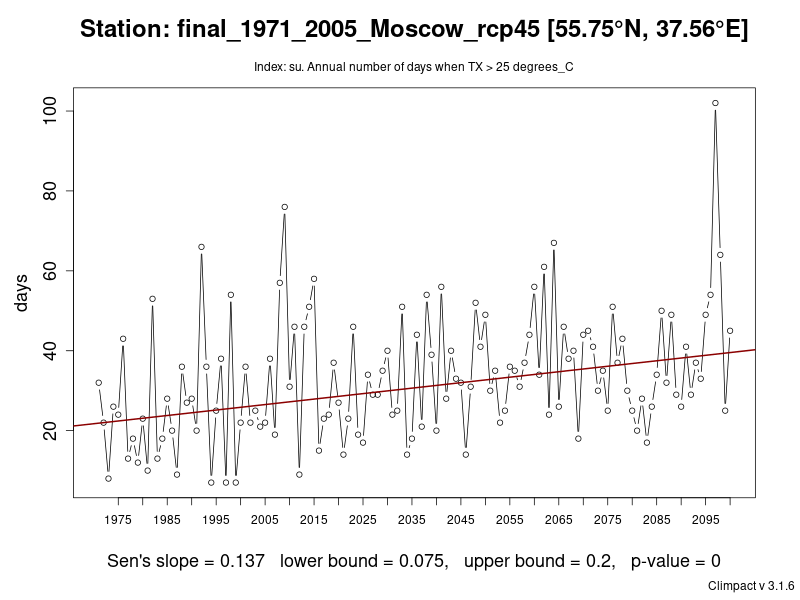 Station: final_1971_2005_Moscow_rcp45 [55.75°N, 37.56°E]
Index: su. Annual number of days when TX > 25 degrees_C
100
80
60
40
20
days
1975 1985 1995 2005 2015 2025 2035 2045 2055 2065 2075 2085 2095
Sen's slope = 0.137 lower bound = 0.075, upper bound = 0.2, p-value = 0
Climpact v 3.1.6